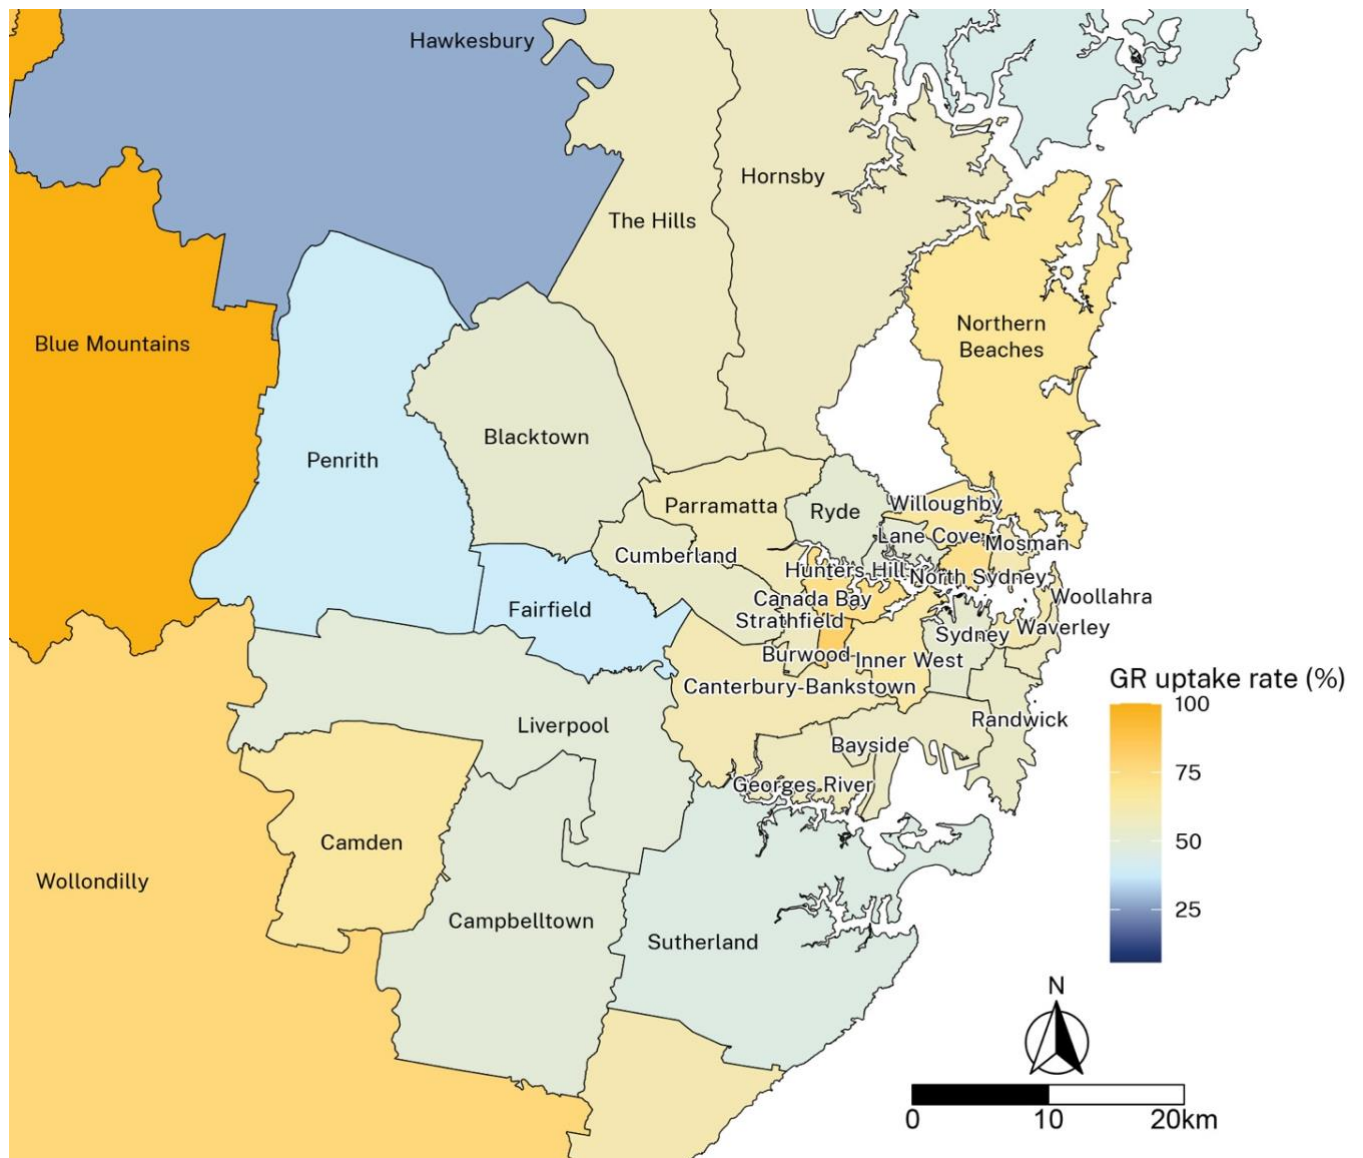 Hawkesbury
Hornsby
The Hills
Northern
Beaches
Blue Mountains
Blacktown
Penrith
Parramatta
Willoughby
Ryde
Lane Cove
Mosman
Cumberland
Hunters Hill
North Sydney
Canada Bay
Woollahra
Fairfield
Strathfield
Sydney
Waverley
Burwood
Inner West
Canterbury-Bankstown
GR uptake rate (%)
100
Liverpool
Randwick
Bayside
75
Georges River
Camden
50
Wollondilly
Campbelltown
25
Sutherland
N
0
10
20km